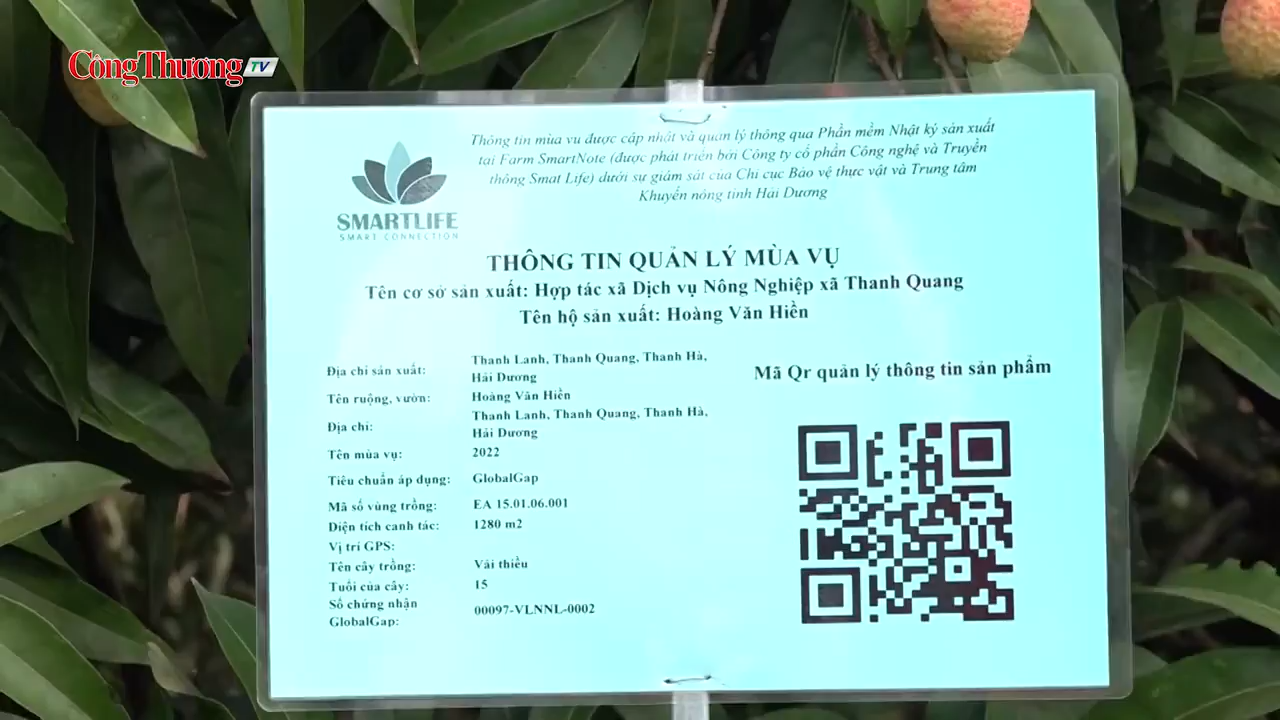 CôngThương TV
Thông tin mùa vụ được cập nhật và quản lý thông qua Phần mềm Nhật ký sản xuất
tại Farm SmartNote (được phát triển bởi Công ty cổ phần Công nghệ và Truyền
thông Smat Life) dưới sự giám sát của Chi cục Bảo vệ thực vật và Trung tâm
Khuyến nông tỉnh Hải Dương
SMARTLIFE
SMART CONNECTION
THÔNG TIN QUẢN LÝ MÙA VỤ
Tên cơ sở sản xuất: Hợp tác xã Dịch vụ Nông Nghiệp xã Thanh Quang
Tên hộ sản xuất: Hoàng Văn Hiền
Địa chỉ sản xuất: Thanh Lanh, Thanh Quang, Thanh Hà,
Hải Dương
Tên ruộng, vườn: Hoàng Văn Hiền
Địa chỉ: Thanh Lanh, Thanh Quang, Thanh Hà,
Hải Dương
Tên mùa vụ: 2022
Tiêu chuẩn áp dụng: GlobalGap
Mã số vùng trồng: EA 15.01.06.001
Diện tích canh tác: 1280 m2
Vị trí GPS:
Tên cây trồng: Vải thiều
Tuổi của cây: 15
Số chứng nhận
GlobalGap: 00097-VLNNL-0002
Mã Qr quản lý thông tin sản phẩm